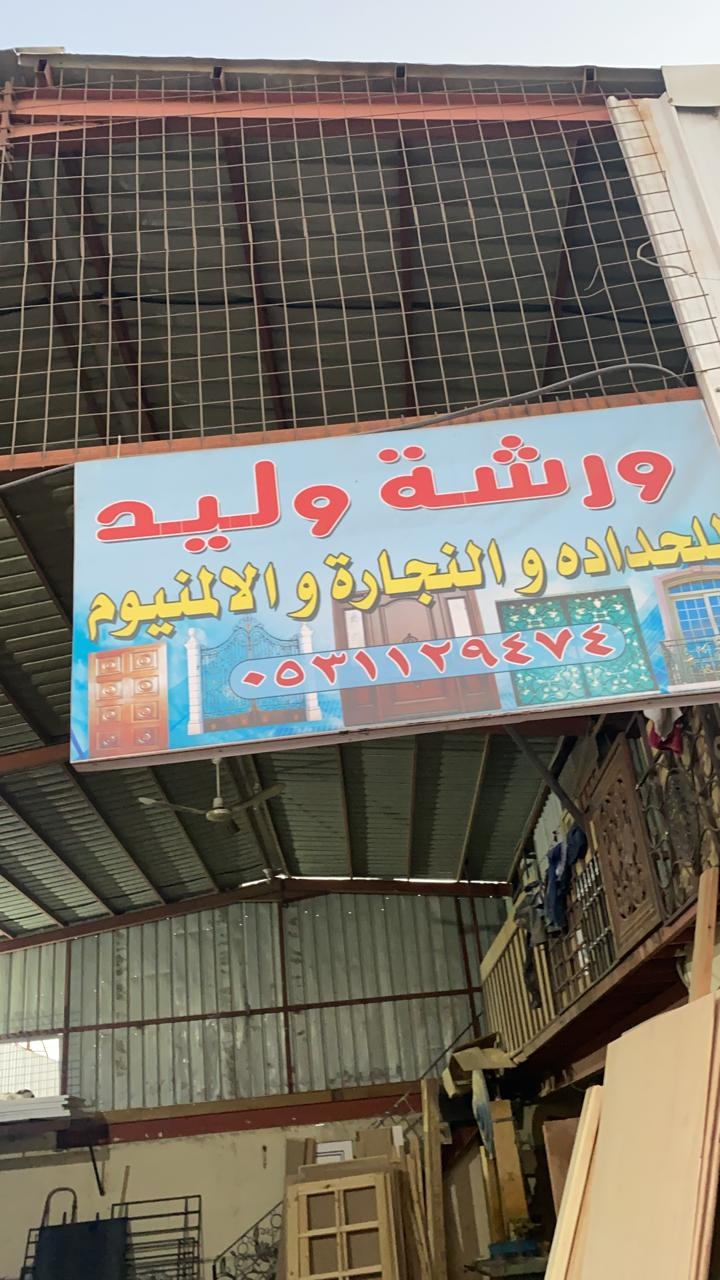 ورشة وليد
للحداده و النجارة و الالمنيوم
٠٥٣١١٢٩٤٧٤